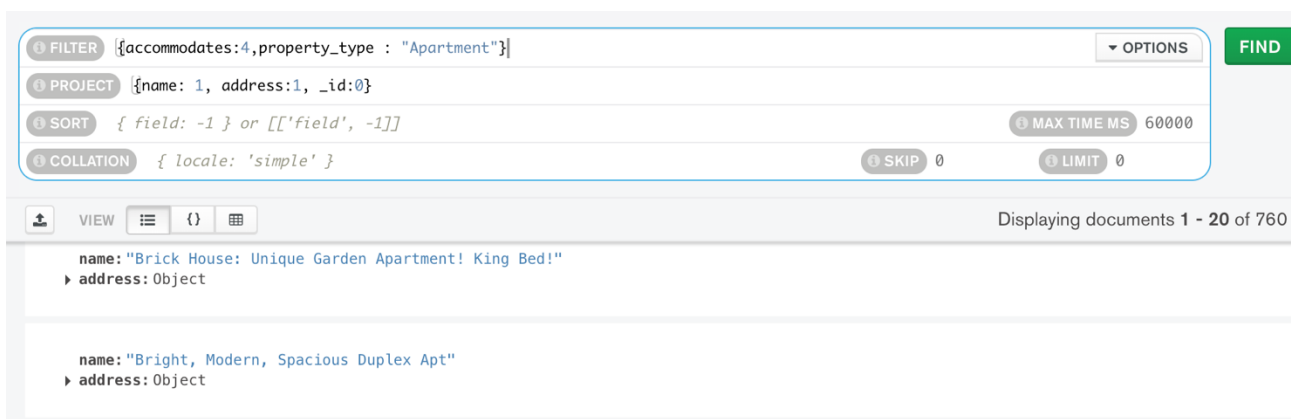 FILTER {accommodates:4,property_type : "Apartment"} OPTIONS FIND
PROJECT {name: 1, address:1, _id:0}
SORT { field: -1 } or [['field', -1]] MAX TIME MS 60000
COLLATION { locale: 'simple' } SKIP 0 LIMIT 0
VIEW {} Displaying documents 1 - 20 of 760
name:"Brick House: Unique Garden Apartment! King Bed!"
address:Object
name:"Bright, Modern, Spacious Duplex Apt"
address:Object